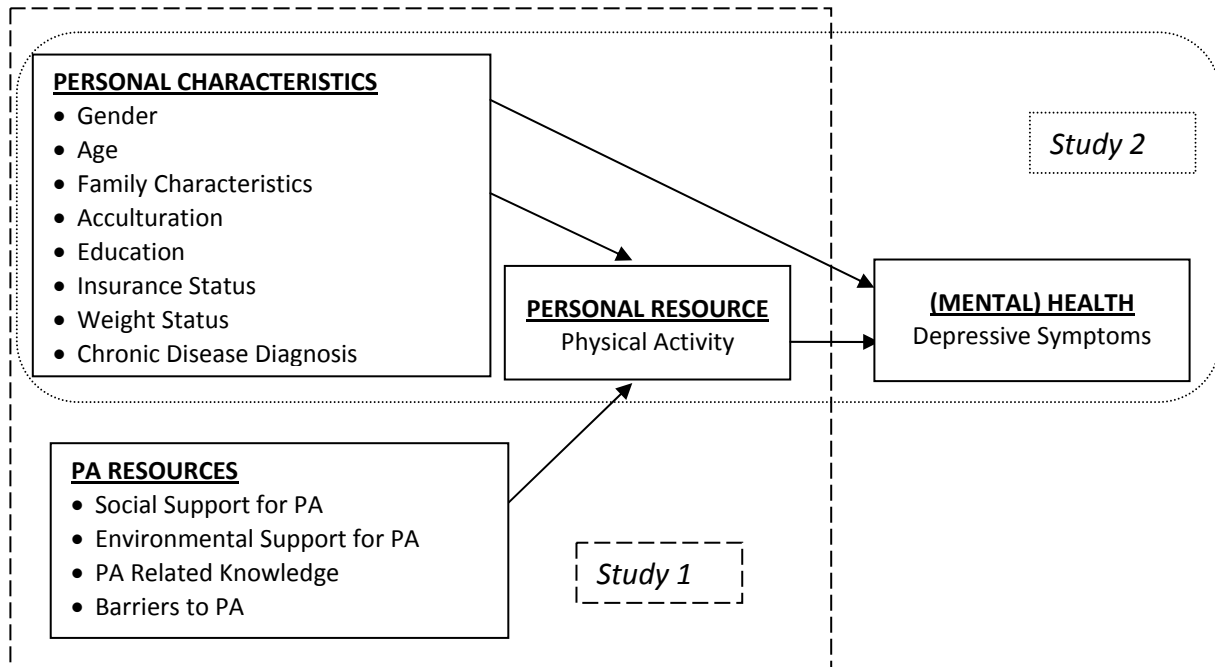 PERSONAL CHARACTERISTICS
• Gender
• Age
• Family Characteristics
• Acculturation
• Education
• Insurance Status
• Weight Status
• Chronic Disease Diagnosis
Study 2
PERSONAL RESOURCE
Physical Activity
(MENTAL) HEALTH
Depressive Symptoms
PA RESOURCES
• Social Support for PA
• Environmental Support for PA
• PA Related Knowledge
• Barriers to PA
Study 1